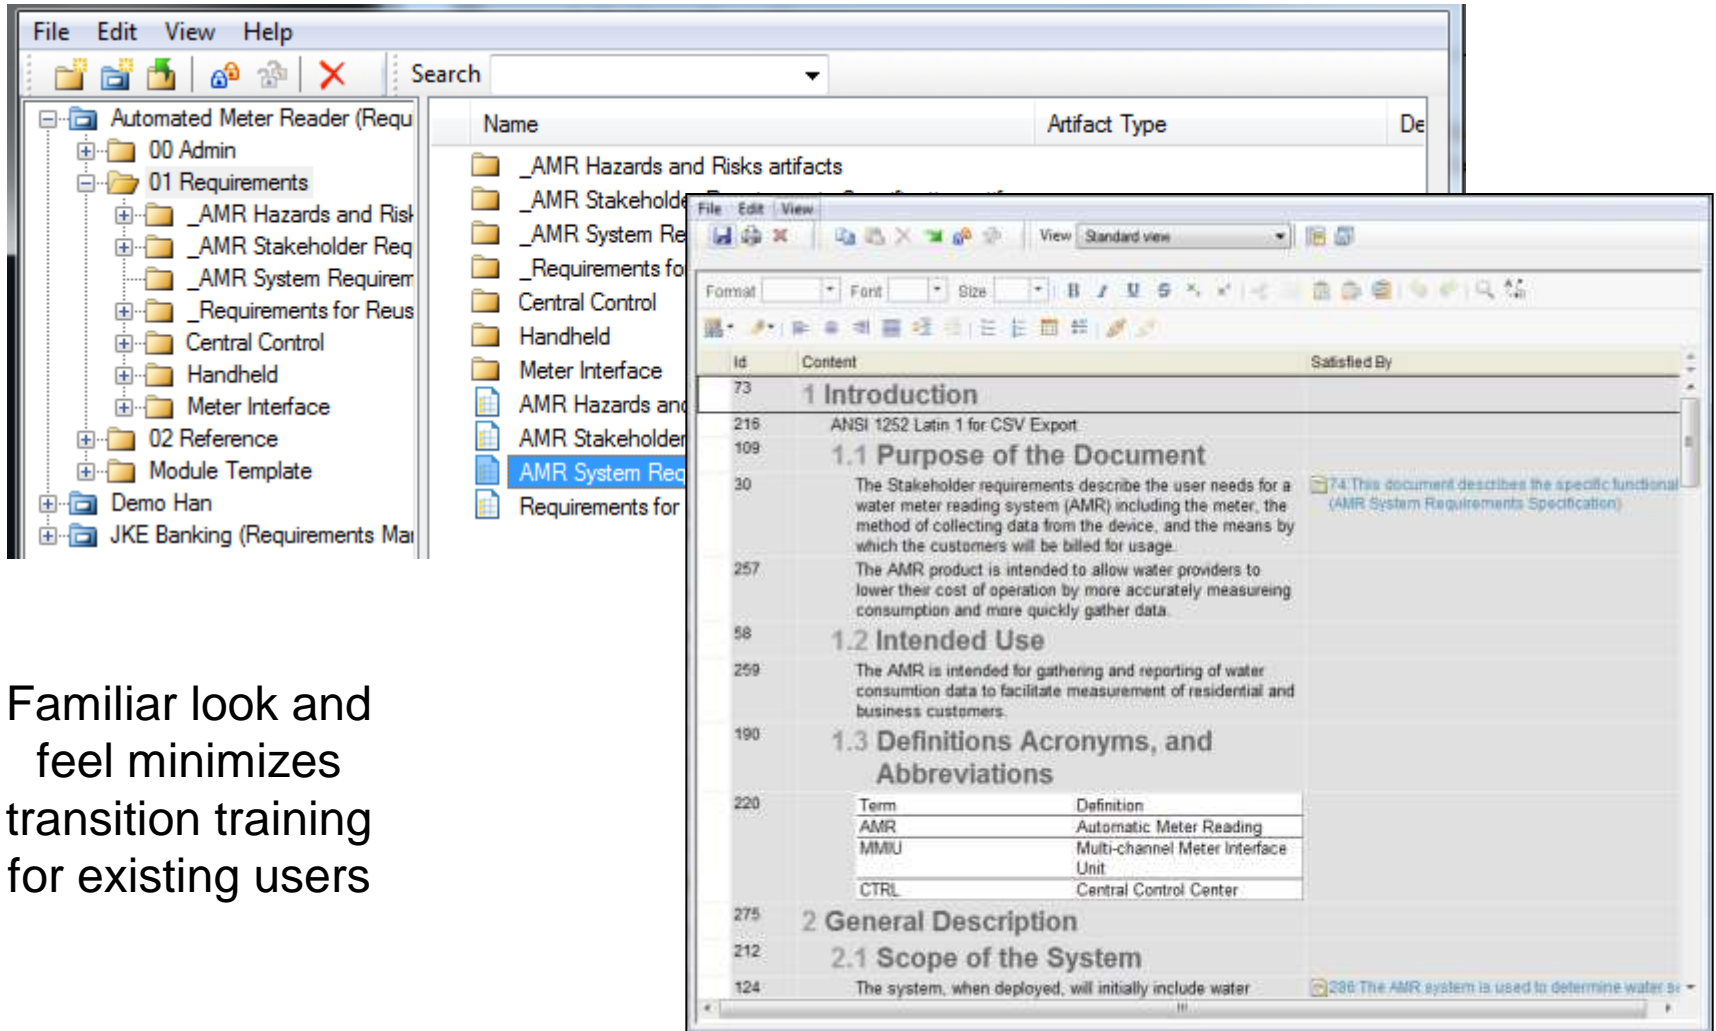 File Edit View Help
Search
Automated Meter Reader (Requi
00 Admin
01 Requirements
_AMR Hazards and Risk
_AMR Stakeholder Req
_AMR System Requirem
_Requirements for Reus
Central Control
Handheld
Meter Interface
02 Reference
Module Template
Demo Han
JKE Banking (Requirements Mar
Name Artifact Type De
_AMR Hazards and Risks artifacts
_AMR Stakeholde
_AMR System Re
_Requirements fo
Central Control
Handheld
Meter Interface
AMR Hazards and
AMR Stakeholder
AMR System Req
Requirements for
File Edit View
View Standard view
Format Font Size
Id Content Satisfied By
73 1 Introduction
216 ANSI 1252 Latin 1 for CSV Export
109 1.1 Purpose of the Document
30 The Stakeholder requirements describe the user needs for a
water meter reading system (AMR) including the meter, the
method of collecting data from the device, and the means by
which the customers will be billed for usage.
74 This document describes the specific functional
(AMR System Requirements Specification)
257 The AMR product is intended to allow water providers to
lower their cost of operation by more accurately measureing
consumption and more quickly gather data.
58 1.2 Intended Use
259 The AMR is intended for gathering and reporting of water
consumtion data to facilitate measurement of residential and
business customers.
190 1.3 Definitions Acronyms, and
Abbreviations
220 Term Definition
AMR Automatic Meter Reading
MMIU Multi-channel Meter Interface
Unit
CTRL Central Control Center
275 2 General Description
212 2.1 Scope of the System
124 The system, when deployed, will initially include water
286 The AMR system is used to determine water
Familiar look and
feel minimizes
transition training
for existing users